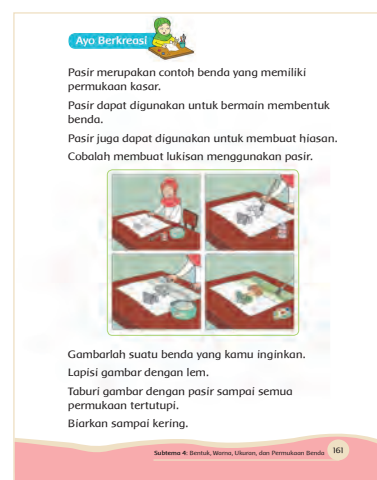 Ayo Berkreasi
Pasir merupakan contoh benda yang memiliki
permukaan kasar.
Pasir dapat digunakan untuk bermain membentuk
benda.
Pasir juga dapat digunakan untuk membuat hiasan.
Cobalah membuat lukisan menggunakan pasir.
Gambarlah suatu benda yang kamu inginkan.
Lapisi gambar dengan lem.
Taburi gambar dengan pasir sampai semua
permukaan tertutupi.
Biarkan sampai kering.
Subtema 4: Bentuk, Warna, Ukuran, dan Permukaan Benda 161